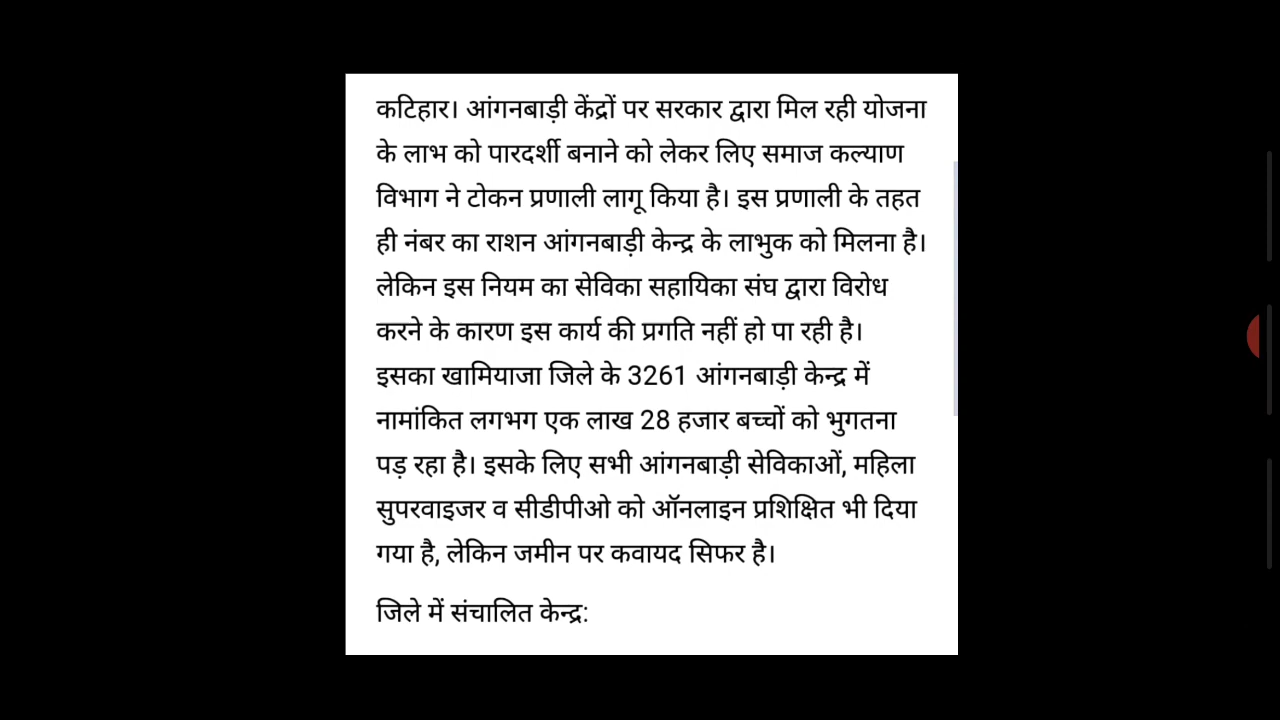 कटिहार। आंगनबाड़ी केंद्रों पर सरकार द्वारा मिल रही योजना
के लाभ को पारदर्शी बनाने को लेकर लिए समाज कल्याण
विभाग ने टोकन प्रणाली लागू किया है। इस प्रणाली के तहत
ही नंबर का राशन आंगनबाड़ी केन्द्र के लाभुक को मिलना है।
लेकिन इस नियम का सेविका सहायिका संघ द्वारा विरोध
करने के कारण इस कार्य की प्रगति नहीं हो पा रही है।
इसका खामियाजा जिले के 3261 आंगनबाड़ी केन्द्र में
नामांकित लगभग एक लाख 28 हजार बच्चों को भुगतना
पड़ रहा है। इसके लिए सभी आंगनबाड़ी सेविकाओं, महिला
सुपरवाइजर व सीडीपीओ को ऑनलाइन प्रशिक्षित भी दिया
गया है, लेकिन जमीन पर कवायद सिफर है।
जिले में संचालित केन्द्र: